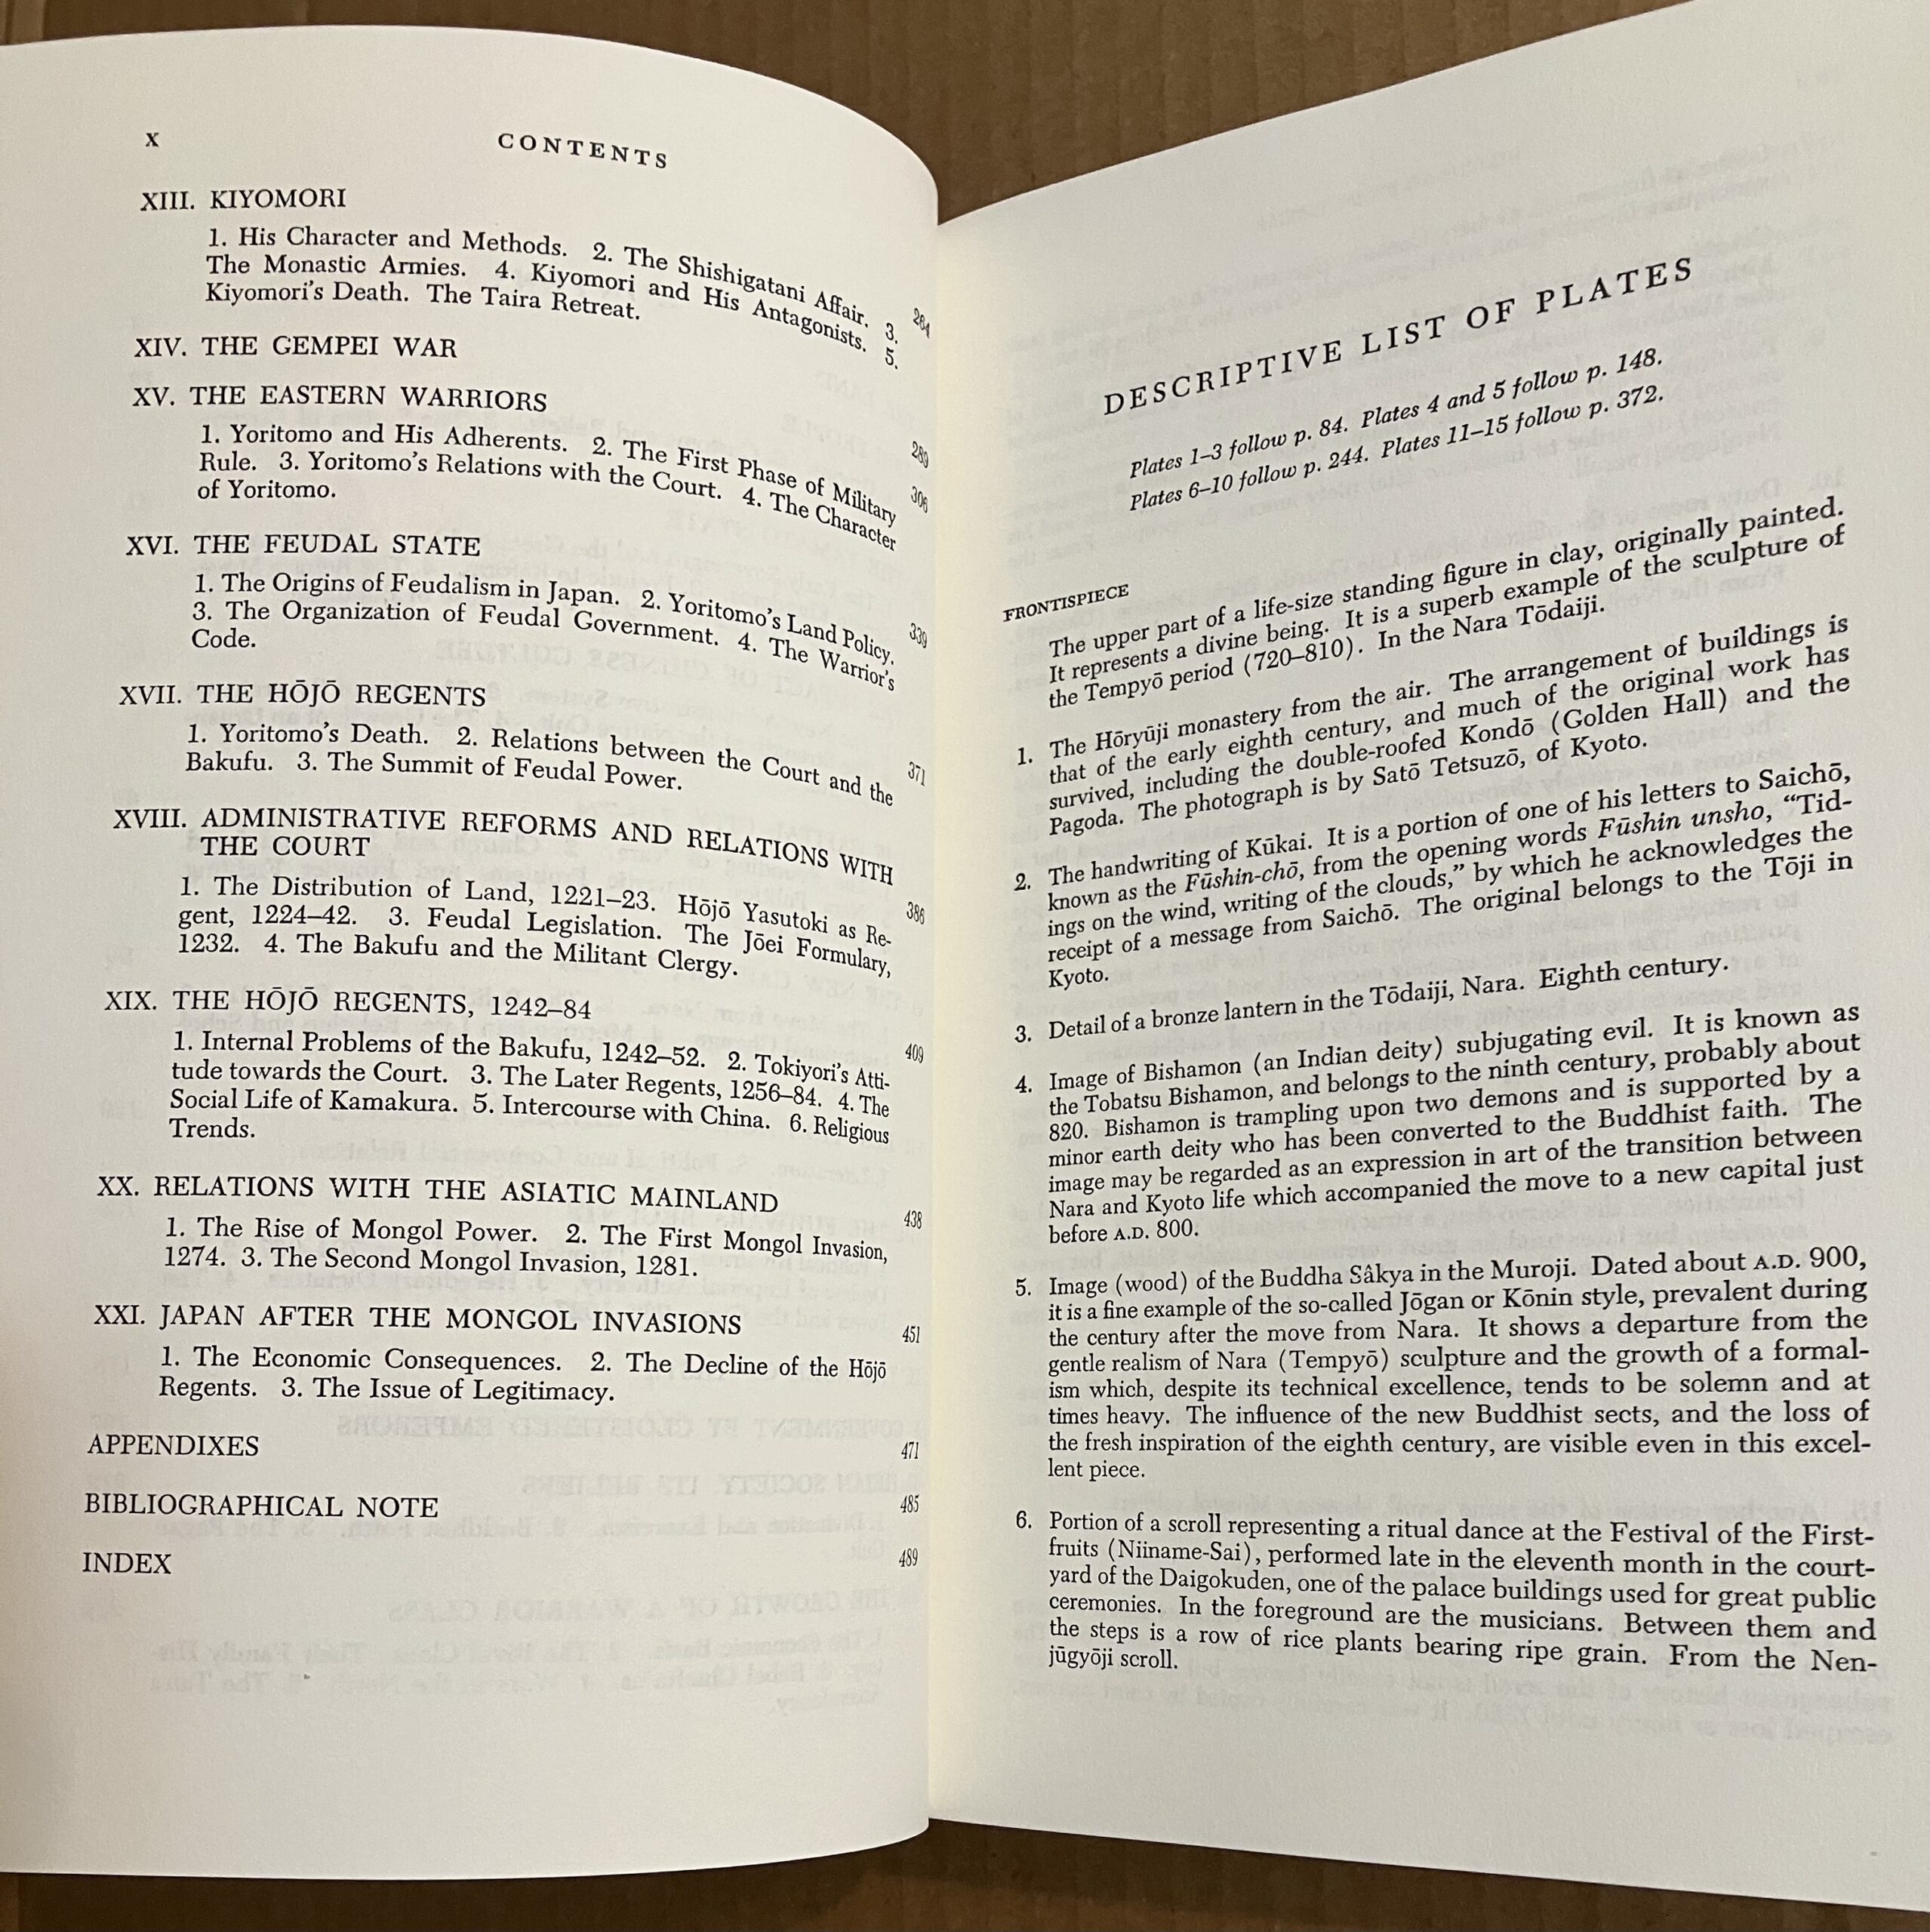 x
CONTENTS
XIII. KIYOMORI 264
1. His Character and Methods. 2. The Shishigatani Affair. 3.
The Monastic Armies. 4. Kiyomori and His Antagonists. 5.
Kiyomori's Death. The Taira Retreat.
XIV. THE GEMPEI WAR 289
XV. THE EASTERN WARRIORS 306
1. Yoritomo and His Adherents. 2. The First Phase of Military
Rule. 3. Yoritomo's Relations with the Court. 4. The Character
of Yoritomo.
XVI. THE FEUDAL STATE 339
1. The Origins of Feudalism in Japan. 2. Yoritomo's Land Policy.
3. The Organization of Feudal Government. 4. The Warrior's
Code.
XVII. THE HŌJŌ REGENTS 371
1. Yoritomo's Death. 2. Relations between the Court and the
Bakufu. 3. The Summit of Feudal Power.
XVIII. ADMINISTRATIVE REFORMS AND RELATIONS WITH
THE COURT 386
1. The Distribution of Land, 1221–23. Hōjō Yasutoki as Re-
gent, 1224–42. 3. Feudal Legislation. The Jōei Formulary,
1232. 4. The Bakufu and the Militant Clergy.
XIX. THE HŌJŌ REGENTS, 1242–84 409
1. Internal Problems of the Bakufu, 1242–52. 2. Tokiyori's Atti-
tude towards the Court. 3. The Later Regents, 1256–84. 4. The
Social Life of Kamakura. 5. Intercourse with China. 6. Religious
Trends.
XX. RELATIONS WITH THE ASIATIC MAINLAND 438
1. The Rise of Mongol Power. 2. The First Mongol Invasion,
1274. 3. The Second Mongol Invasion, 1281.
XXI. JAPAN AFTER THE MONGOL INVASIONS 451
1. The Economic Consequences. 2. The Decline of the Hōjō
Regents. 3. The Issue of Legitimacy.
APPENDIXES 471
BIBLIOGRAPHICAL NOTE 485
INDEX 489
DESCRIPTIVE LIST OF PLATES
Plates 1–3 follow p. 84. Plates 4 and 5 follow p. 148.
Plates 6–10 follow p. 244. Plates 11–15 follow p. 372.
FRONTISPIECE
The upper part of a life-size standing figure in clay, originally painted.
It represents a divine being. It is a superb example of the sculpture of
the Tempyō period (720–810). In the Nara Tōdaiji.
1. The Hōryūji monastery from the air. The arrangement of buildings is
that of the early eighth century, and much of the original work has
survived, including the double-roofed Kondō (Golden Hall) and the
Pagoda. The photograph is by Satō Tetsuzō, of Kyoto.
2. The handwriting of Kūkai. It is a portion of one of his letters to Saichō,
known as the Fūshin-chō, from the opening words Fūshin unsho, "Tid-
ings on the wind, writing of the clouds," by which he acknowledges the
receipt of a message from Saichō. The original belongs to the Tōji in
Kyoto.
3. Detail of a bronze lantern in the Tōdaiji, Nara. Eighth century.
4. Image of Bishamon (an Indian deity) subjugating evil. It is known as
the Tobatsu Bishamon, and belongs to the ninth century, probably about
820. Bishamon is trampling upon two demons and is supported by a
minor earth deity who has been converted to the Buddhist faith. The
image may be regarded as an expression in art of the transition between
Nara and Kyoto life which accompanied the move to a new capital just
before A.D. 800.
5. Image (wood) of the Buddha Sâkya in the Muroji. Dated about A.D. 900,
it is a fine example of the so-called Jōgan or Kōnin style, prevalent during
the century after the move from Nara. It shows a departure from the
gentle realism of Nara (Tempyō) sculpture and the growth of a formal-
ism which, despite its technical excellence, tends to be solemn and at
times heavy. The influence of the new Buddhist sects, and the loss of
the fresh inspiration of the eighth century, are visible even in this excel-
lent piece.
6. Portion of a scroll representing a ritual dance at the Festival of the First-
fruits (Niiname-Sai), performed late in the eleventh month in the court-
yard of the Daigokuden, one of the palace buildings used for great public
ceremonies. In the foreground are the musicians. Between them and
the steps is a row of rice plants bearing ripe grain. From the Nen-
jūgyōji scroll.